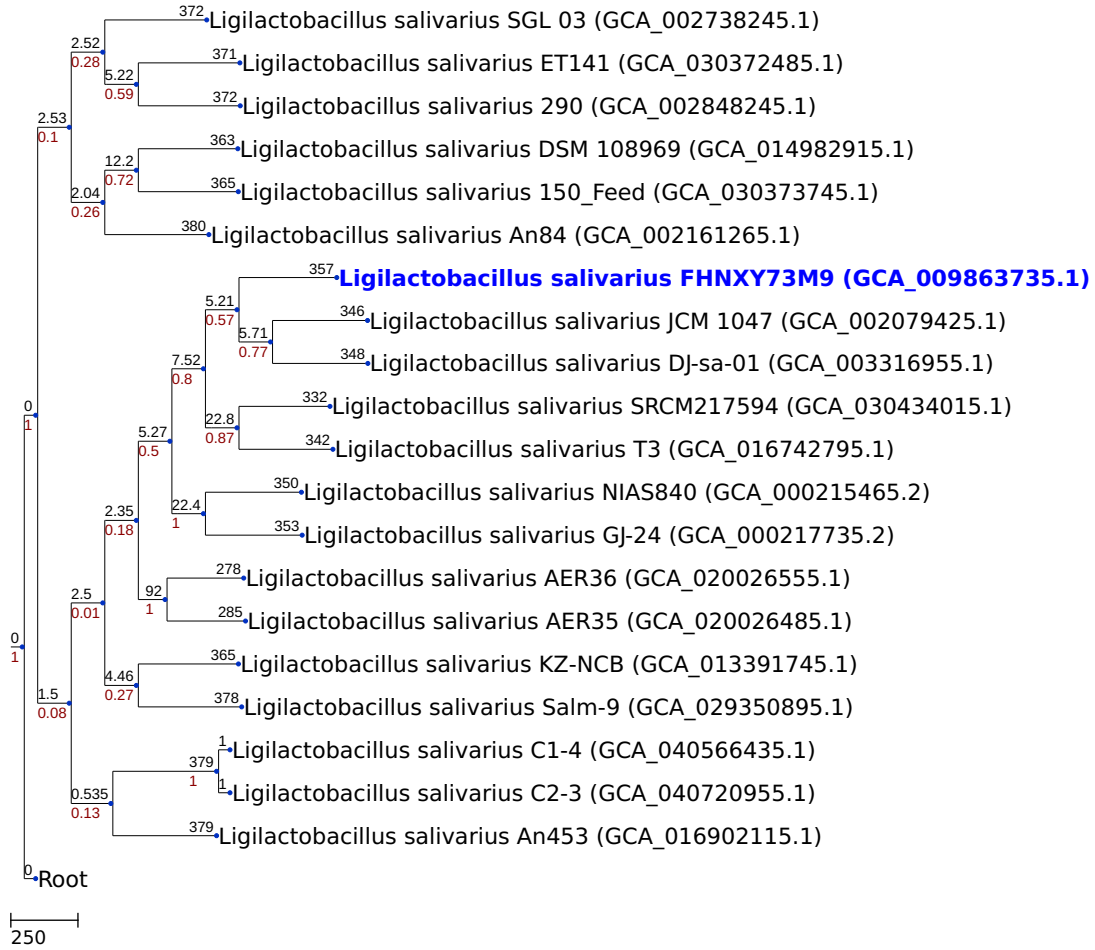 372 Ligilactobacillus salivarius SGL 03 (GCA_002738245.1)
2.52
0.28
371 Ligilactobacillus salivarius ET141 (GCA_030372485.1)
5.22
0.59
372 Ligilactobacillus salivarius 290 (GCA_002848245.1)
2.53
0.1
363 Ligilactobacillus salivarius DSM 108969 (GCA_014982915.1)
12.2
0.72
365 Ligilactobacillus salivarius 150_Feed (GCA_030373745.1)
2.04
0.26
380 Ligilactobacillus salivarius An84 (GCA_002161265.1)
357 Ligilactobacillus salivarius FHNXY73M9 (GCA_009863735.1)
5.21
0.57
346 Ligilactobacillus salivarius JCM 1047 (GCA_002079425.1)
5.71
0.77
348 Ligilactobacillus salivarius DJ-sa-01 (GCA_003316955.1)
7.52
0.8
332 Ligilactobacillus salivarius SRCM217594 (GCA_030434015.1)
22.8
0.87
342 Ligilactobacillus salivarius T3 (GCA_016742795.1)
0
1
5.27
0.5
350 Ligilactobacillus salivarius NIAS840 (GCA_000215465.2)
22.4
1
353 Ligilactobacillus salivarius GJ-24 (GCA_000217735.2)
2.35
0.18
278 Ligilactobacillus salivarius AER36 (GCA_020026555.1)
92
1
285 Ligilactobacillus salivarius AER35 (GCA_020026485.1)
2.5
0.01
0
1
365 Ligilactobacillus salivarius KZ-NCB (GCA_013391745.1)
4.46
0.27
378 Ligilactobacillus salivarius Salm-9 (GCA_029350895.1)
1.5
0.08
1 Ligilactobacillus salivarius C1-4 (GCA_040566435.1)
379
1
1 Ligilactobacillus salivarius C2-3 (GCA_040720955.1)
0.535
0.13
379 Ligilactobacillus salivarius An453 (GCA_016902115.1)
0 Root
250